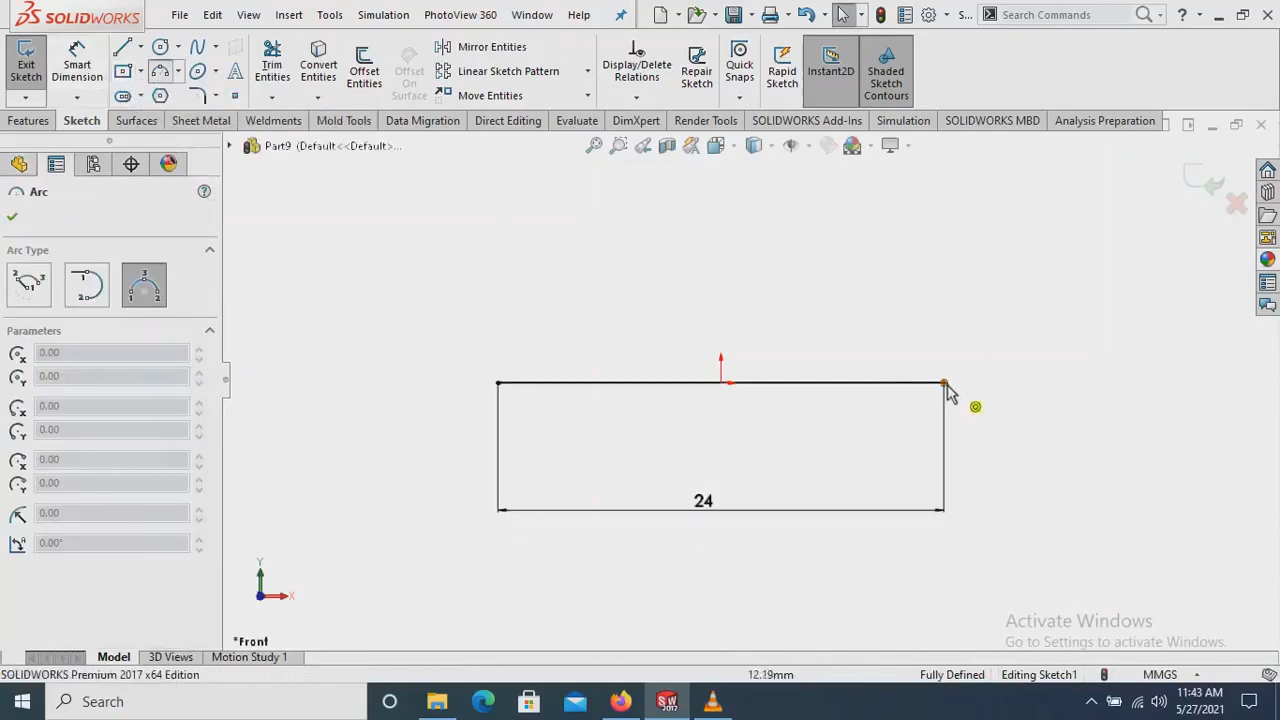 SOLIDWORKS File Edit View Insert Tools Simulation PhotoView 360 Window Help S... Search Commands ?
Exit Sketch
Smart Dimension
Trim Entities
Convert Entities
Offset Entities
Offset On Surface
Mirror Entities
Linear Sketch Pattern
Move Entities
Display/Delete Relations
Repair Sketch
Quick Snaps
Rapid Sketch
Instant2D
Shaded Sketch Contours
Features Sketch Surfaces Sheet Metal Weldments Mold Tools Data Migration Direct Editing Evaluate DimXpert Render Tools SOLIDWORKS Add-Ins Simulation SOLIDWORKS MBD Analysis Preparation
Part9 (Default<<Default>...
Arc
Arc Type
Parameters
0.00
0.00
0.00
0.00
0.00
0.00
0.00
0.00°
24
Y
X
*Front
Activate Windows
Go to Settings to activate Windows.
Model 3D Views Motion Study 1
SOLIDWORKS Premium 2017 x64 Edition 12.19mm Fully Defined Editing Sketch1 MMGS
Search
SW
2017
11:43 AM
5/27/2021